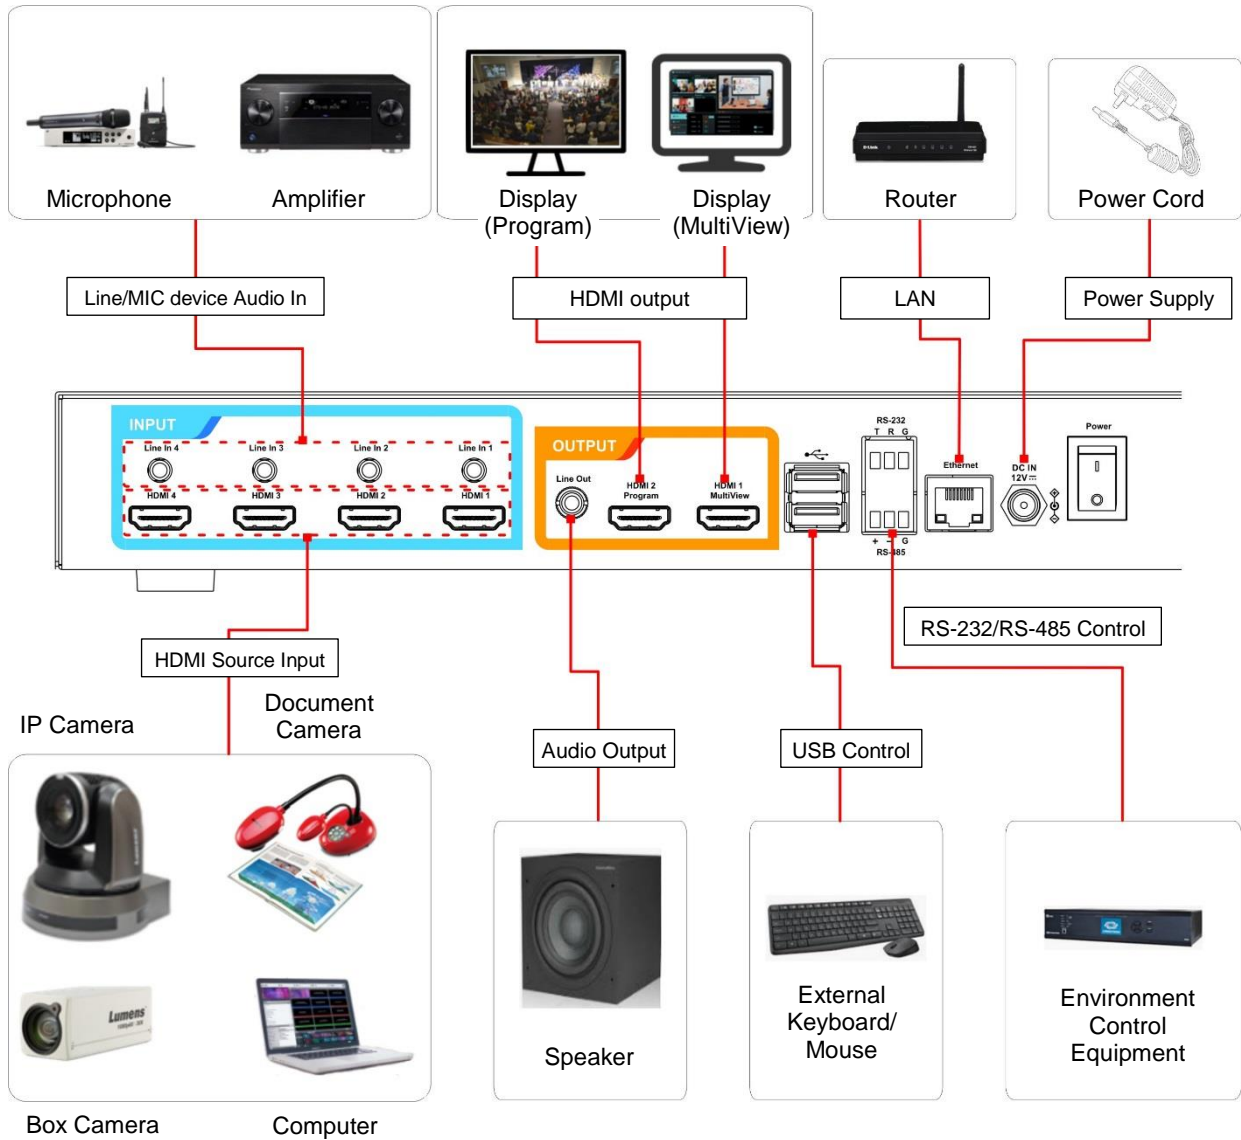 Microphone
Amplifier
Display
(Program)
Display
(MultiView)
D-Link
Router
Power Cord
Line/MIC device Audio In
HDMI output
LAN
Power Supply
INPUT
Line In 4
Line In 3
Line In 2
Line In 1
HDMI 4
HDMI 3
HDMI 2
HDMI 1
OUTPUT
Line Out
HDMI 2
Program
HDMI 1
MultiView
RS-232
T R G
+ − G
RS-485
Ethernet
DC IN
12V
Power
HDMI Source Input
RS-232/RS-485 Control
IP Camera
Document
Camera
Audio Output
USB Control
Lumens
Lumens
Box Camera
Computer
Speaker
External
Keyboard/
Mouse
Environment
Control
Equipment